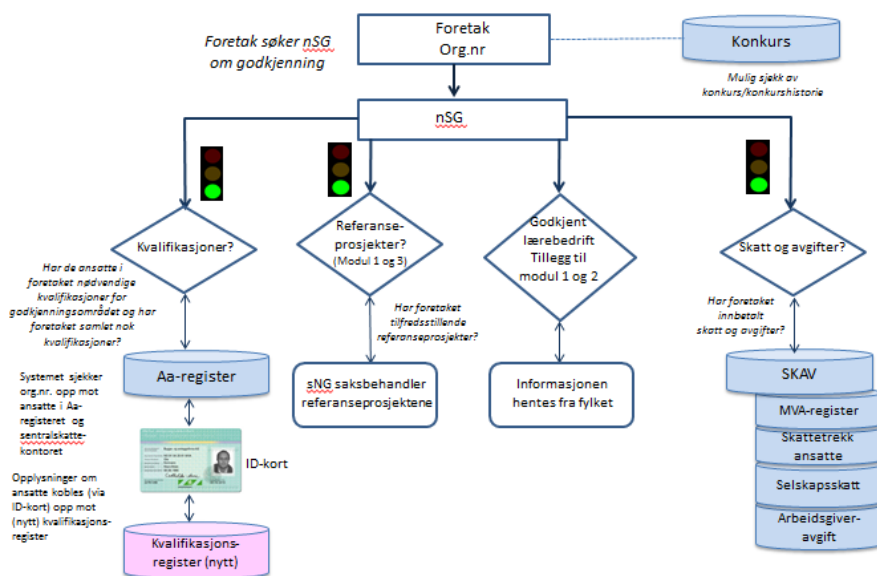 Foretak søker nSG
om godkjenning
Foretak
Org.nr
Konkurs
Mulig sjekk av
konkurs/konkurshistorie
nSG
Kvalifikasjoner?
Har de ansatte i
foretaket nødvendige
kvalifikasjoner for
godkjenningsområdet og har
foretaket samlet nok
kvalifikasjoner?
Referanse-
prosjekter?
(Modul 1 og 3)
Har foretaket
tilfredsstillende
referanseprosjekter?
Godkjent
lærebedrift
Tillegg til
modul 1 og 2
Skatt og avgifter?
Har foretaket
innbetalt
skatt og avgifter?
Aa-register
Systemet sjekker
org.nr. opp mot
ansatte i Aa-
registeret og
sentralskatte-
kontoret
sNG saksbehandler
referanseprosjektene
Informasjonen
hentes fra fylket
SKAV
MVA-register
Skattetrekk
ansatte
Selskapsskatt
Arbeidsgiver-
avgift
ID-kort
Opplysninger om
ansatte kobles (via
ID-kort) opp mot
(nytt) kvalifikasjons-
register
Kvalifikasjons-
register (nytt)